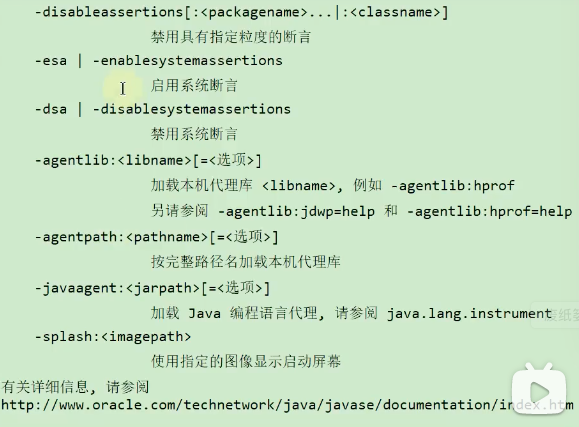 -disableassertions[:<packagename>...|:<classname>]
禁用具有指定粒度的断言
-esa | -enablesystemassertions
启用系统断言
-dsa | -disablesystemassertions
禁用系统断言
-agentlib:<libname>[=<选项>]
加载本机代理库 <libname>, 例如 -agentlib:hprof
另请参阅 -agentlib:jdwp=help 和 -agentlib:hprof=help
-agentpath:<pathname>[=<选项>]
按完整路径名加载本机代理库
-javaagent:<jarpath>[=<选项>]
加载 Java 编程语言代理, 请参阅 java.lang.instrument
-splash:<imagepath>
使用指定的图像显示启动屏幕
有关详细信息, 请参阅
http://www.oracle.com/technetwork/java/javase/documentation/index.htm